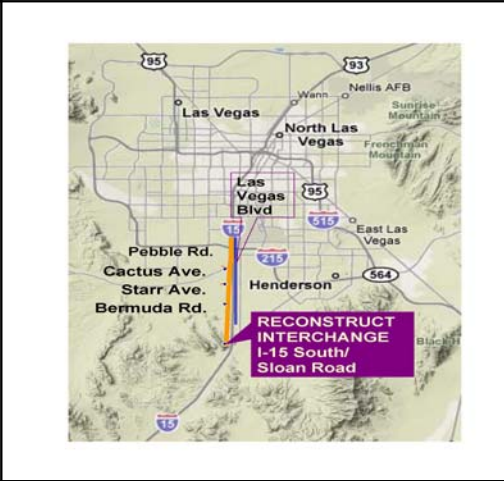 95
93
Nellis AFB
Wann
Las Vegas
Sunrise
Mountain
North Las
Vegas
Frenchman
Mountain
Las
Vegas
Blvd
95
515
15
East Las
Vegas
Pebble Rd.
215
Cactus Ave.
564
Starr Ave.
Henderson
Bermuda Rd.
RECONSTRUCT
INTERCHANGE
I-15 South/
Sloan Road
15